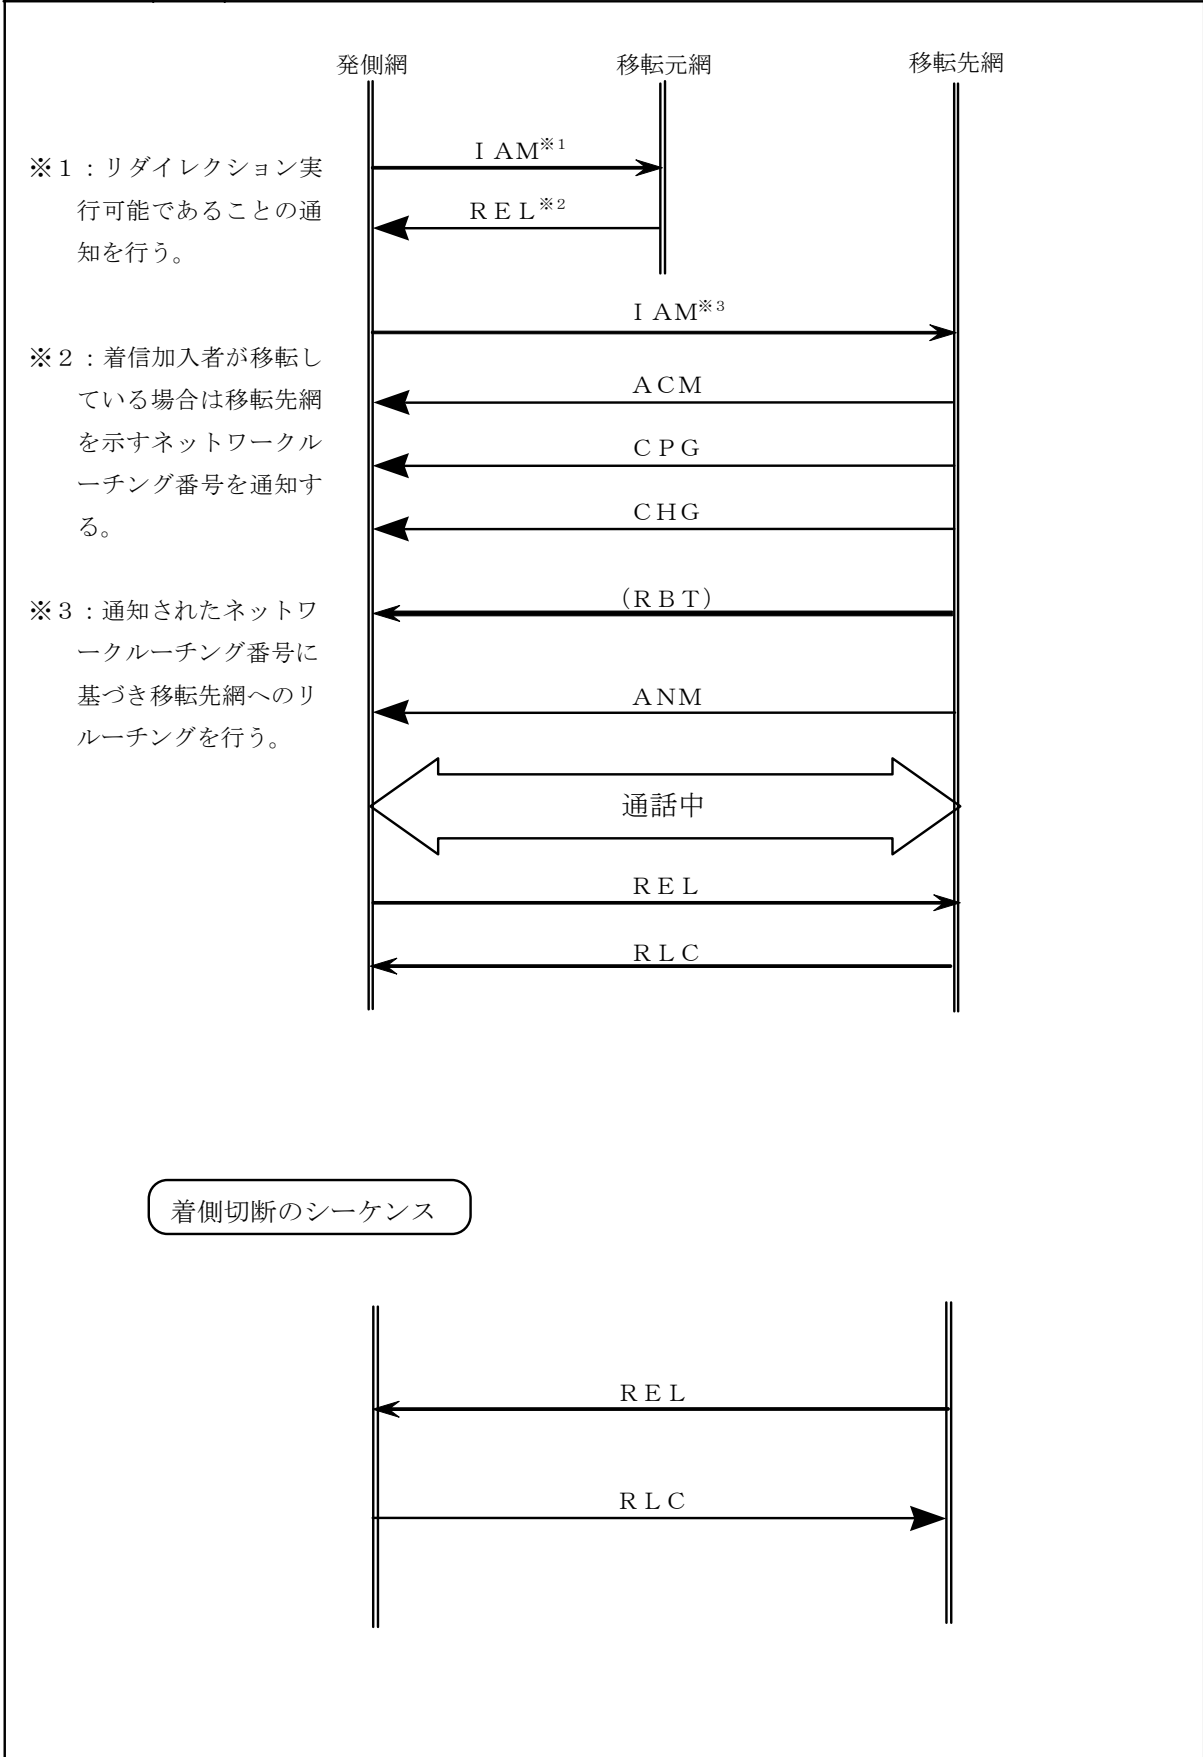 発側網 移転元網 移転先網
ＩＡＭ※１
※１：リダイレクション実
行可能であることの通
知を行う。
ＲＥＬ※２
ＩＡＭ※３
※２：着信加入者が移転し
ている場合は移転先網
を示すネットワークル
ーチング番号を通知す
る。
ＡＣＭ
ＣＰＧ
ＣＨＧ
（ＲＢＴ）
※３：通知されたネットワ
ークルーチング番号に
基づき移転先網へのリ
ルーチングを行う。
ＡＮＭ
通話中
ＲＥＬ
ＲＬＣ
着側切断のシーケンス
ＲＥＬ
ＲＬＣ